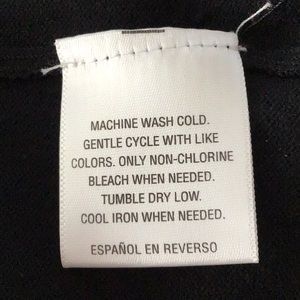 MACHINE WASH COLD.
GENTLE CYCLE WITH LIKE
COLORS. ONLY NON-CHLORINE
BLEACH WHEN NEEDED.
TUMBLE DRY LOW.
COOL IRON WHEN NEEDED.
ESPAÑOL EN REVERSO